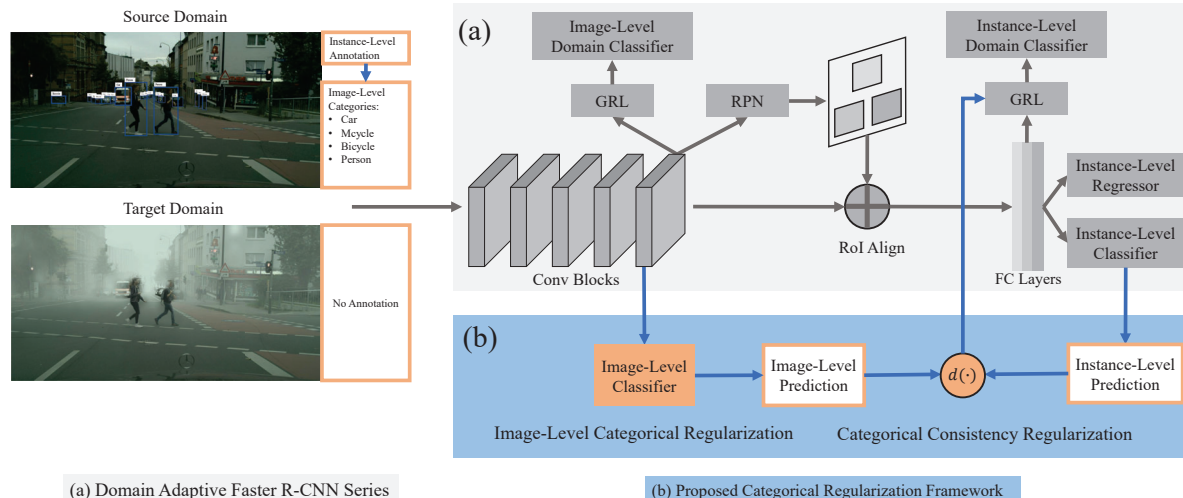 Source Domain
Instance-Level
Annotation
Image-Level
Categories:
• Car
• Mcycle
• Bicycle
• Person
Target Domain
No Annotation
(a)
Image-Level
Domain Classifier
GRL
RPN
Instance-Level
Domain Classifier
GRL
Instance-Level
Regressor
Instance-Level
Classifier
RoI Align
Conv Blocks
FC Layers
(b)
Image-Level
Classifier
Image-Level
Prediction
d(·)
Instance-Level
Prediction
Image-Level Categorical Regularization
Categorical Consistency Regularization
(a) Domain Adaptive Faster R-CNN Series
(b) Proposed Categorical Regularization Framework